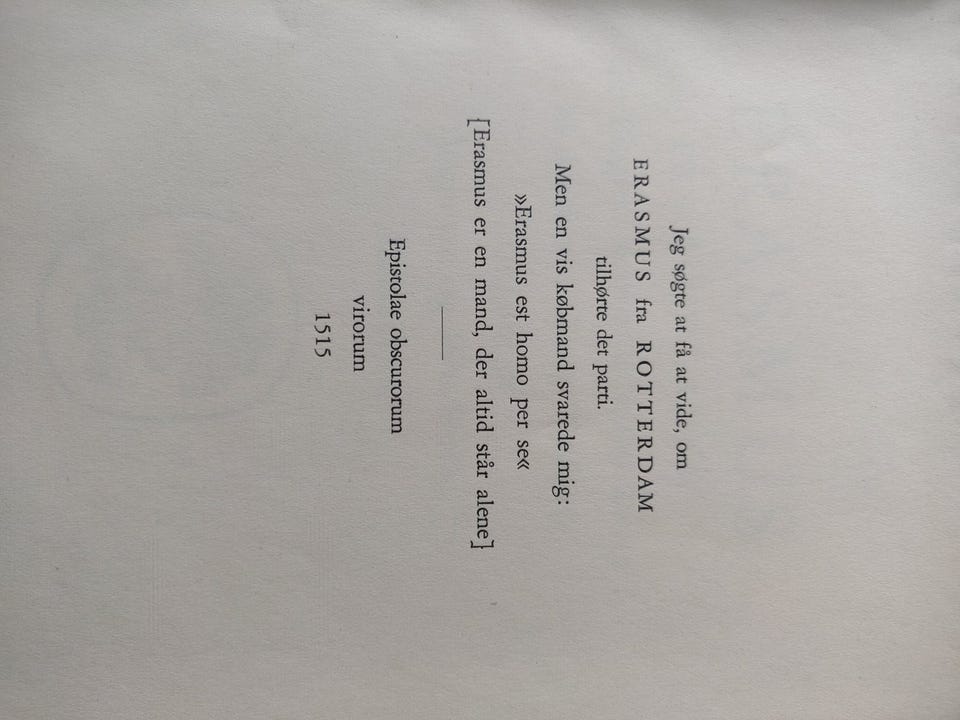 Jeg søgte at få at vide, om
ERASMUS fra ROTTERDAM
tilhørte det parti.
Men en vis købmand svarede mig:
»Erasmus est homo per se«
[Erasmus er en mand, der altid står alene]
Epistolae obscurorum
virorum
1515